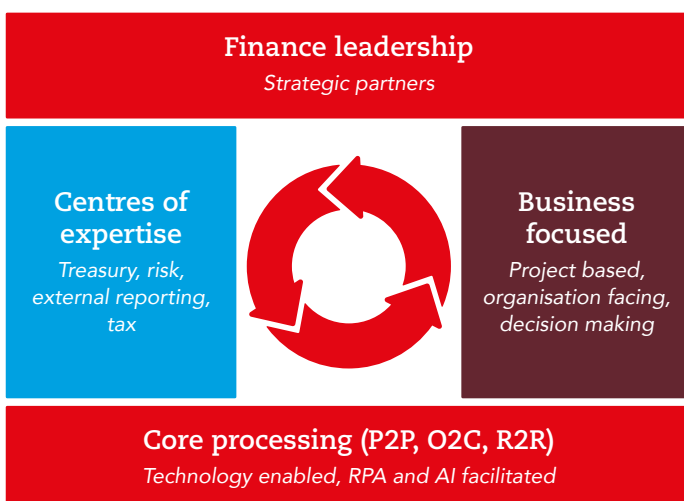 Finance leadership
Strategic partners
Centres of
expertise
Treasury, risk,
external reporting,
tax
Business
focused
Project based,
organisation facing,
decision making
Core processing (P2P, O2C, R2R)
Technology enabled, RPA and AI facilitated